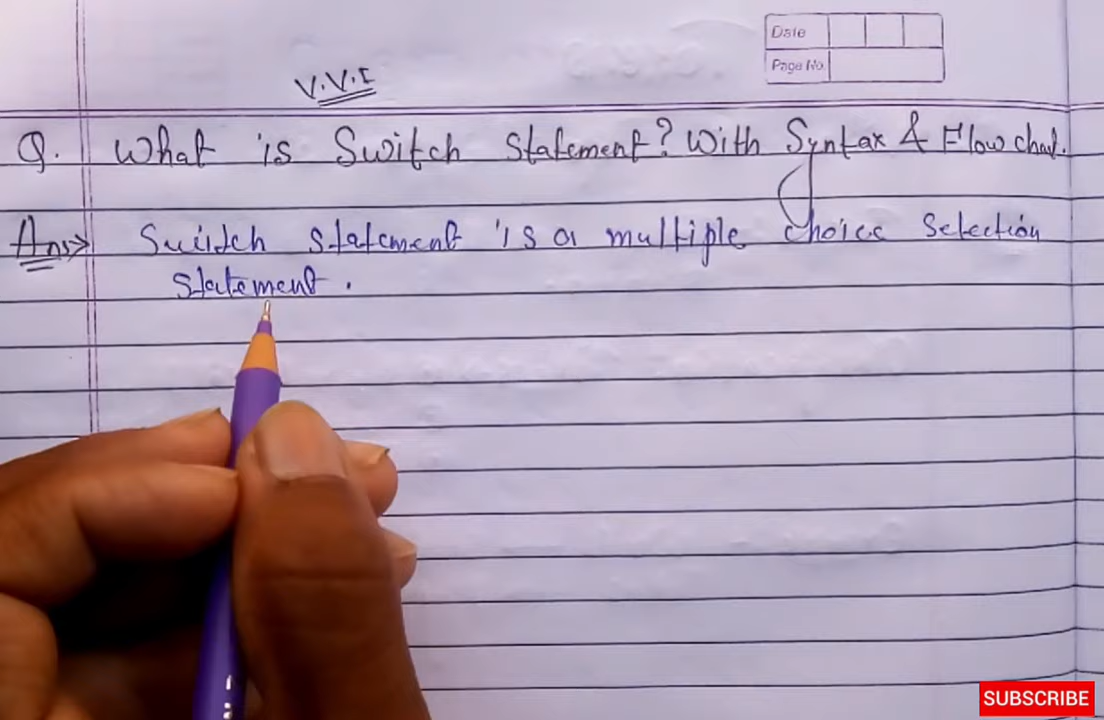 Date
Page No.
V.V.I
Q. What is Switch Statement? With Syntax & Flow chat.
Ans→ Switch statement is a multiple choice Selection
Statement.
SUBSCRIBE